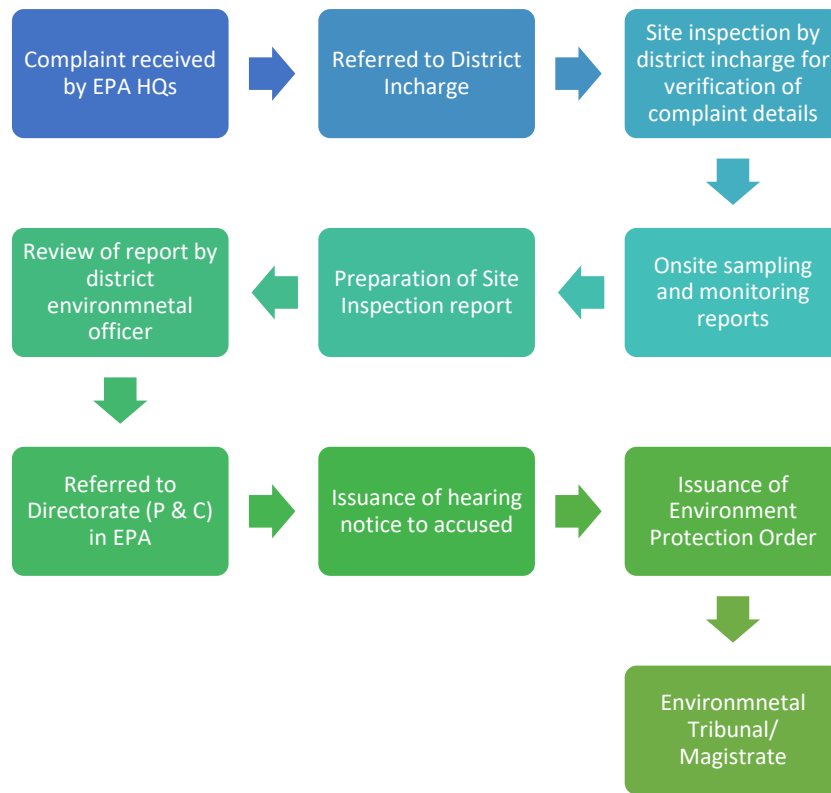 Complaint received
by EPA HQs
Referred to District
Incharge
Site inspection by
district incharge for
verification of
complaint details
Onsite sampling
and monitoring
reports
Preparation of Site
Inspection report
Review of report by
district
environmnetal
officer
Referred to
Directorate (P & C)
in EPA
Issuance of hearing
notice to accused
Issuance of
Environment
Protection Order
Environmnetal
Tribunal/
Magistrate